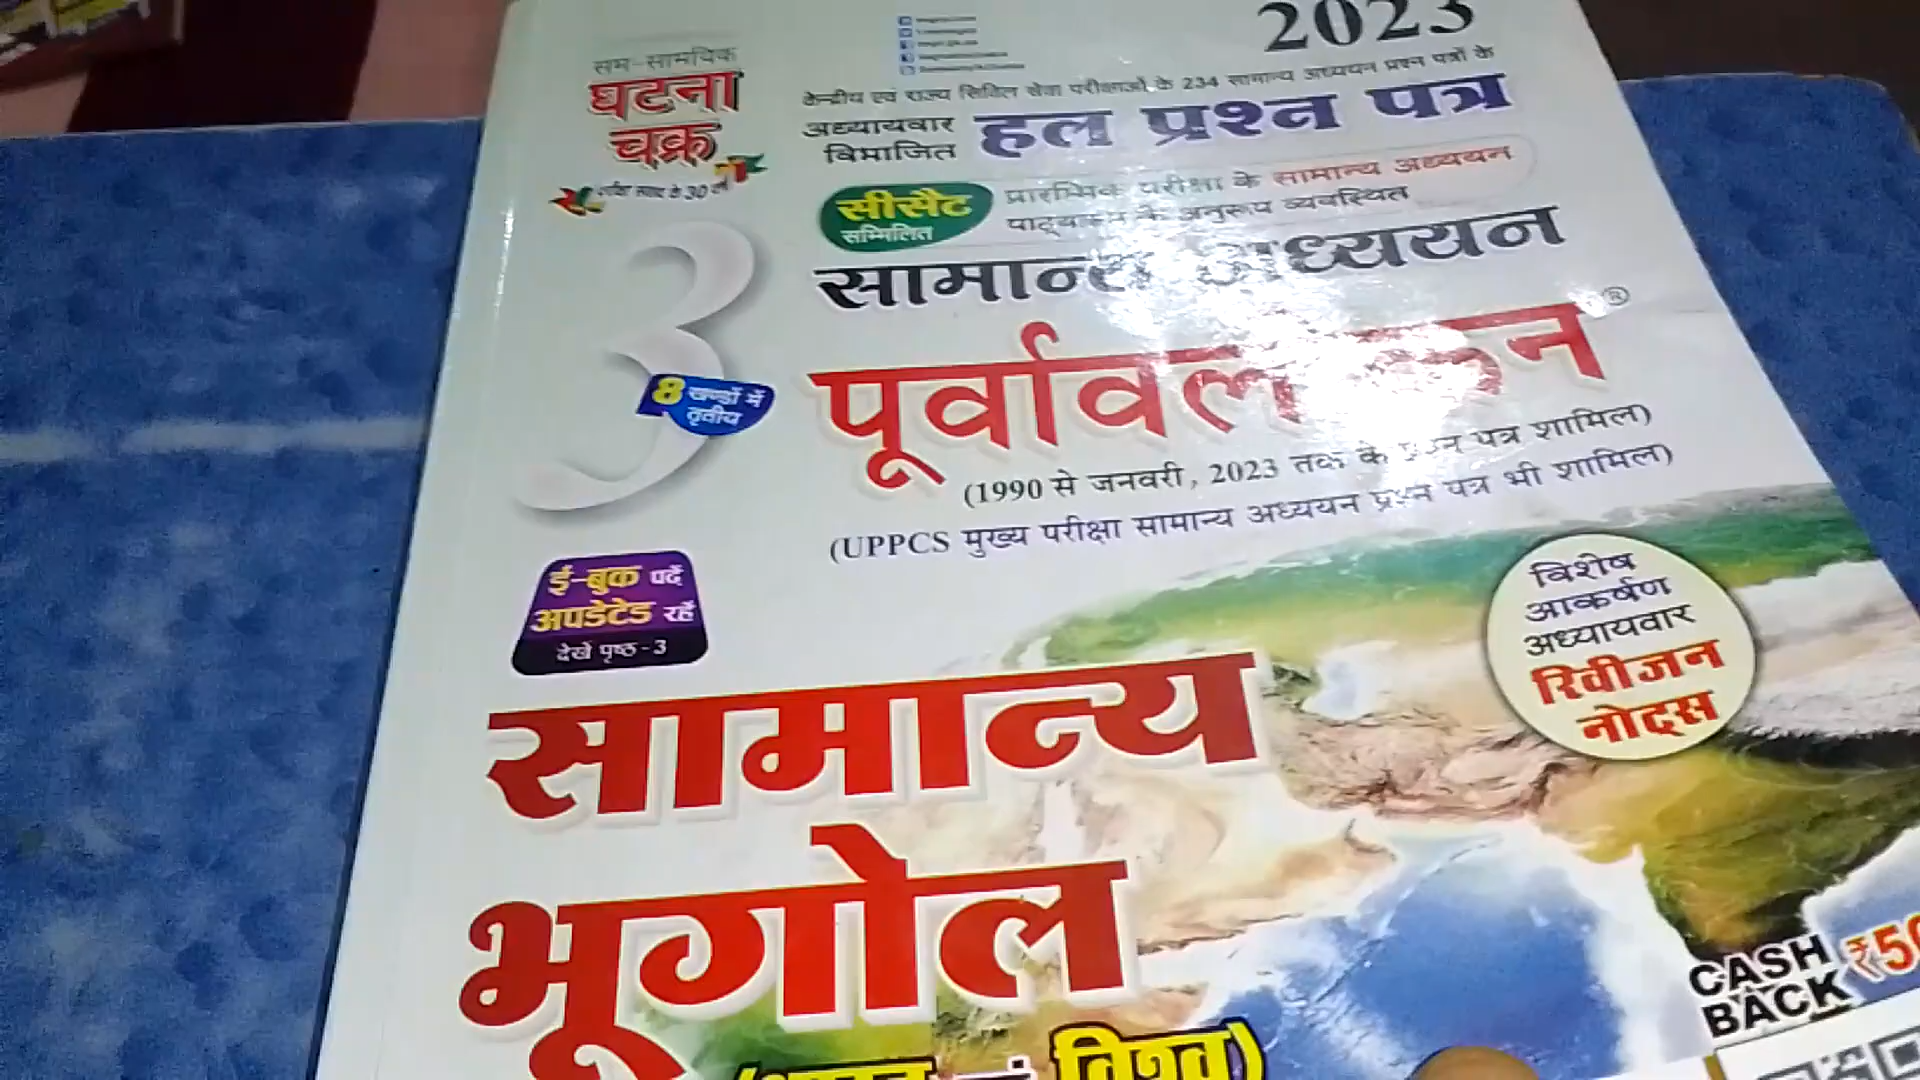 2023
सम-सामयिक
घटना
चक्र
केन्द्रीय एवं राज्य सिविल सेवा परीक्षाओं के 234 सामान्य अध्ययन प्रश्न पत्रों के
अध्यायवार
विभाजित
हल प्रश्न पत्र
सीसैट
सम्मिलित
प्रारम्भिक परीक्षा के सामान्य अध्ययन
पाठ्यक्रम के अनुरूप व्यवस्थित
सामान्य अध्ययन
पूर्वावलोकन®
3
8 खण्डों में
तृतीय
(1990 से जनवरी, 2023 तक के प्रश्न पत्र शामिल)
(UPPCS मुख्य परीक्षा सामान्य अध्ययन प्रश्न पत्र भी शामिल)
ई-बुक पढ़ें
अपडेटेड रहें
देखें पृष्ठ-3
विशेष
आकर्षण
अध्यायवार
रिवीजन
नोट्स
सामान्य
भूगोल
विश्व)
CASH
BACK